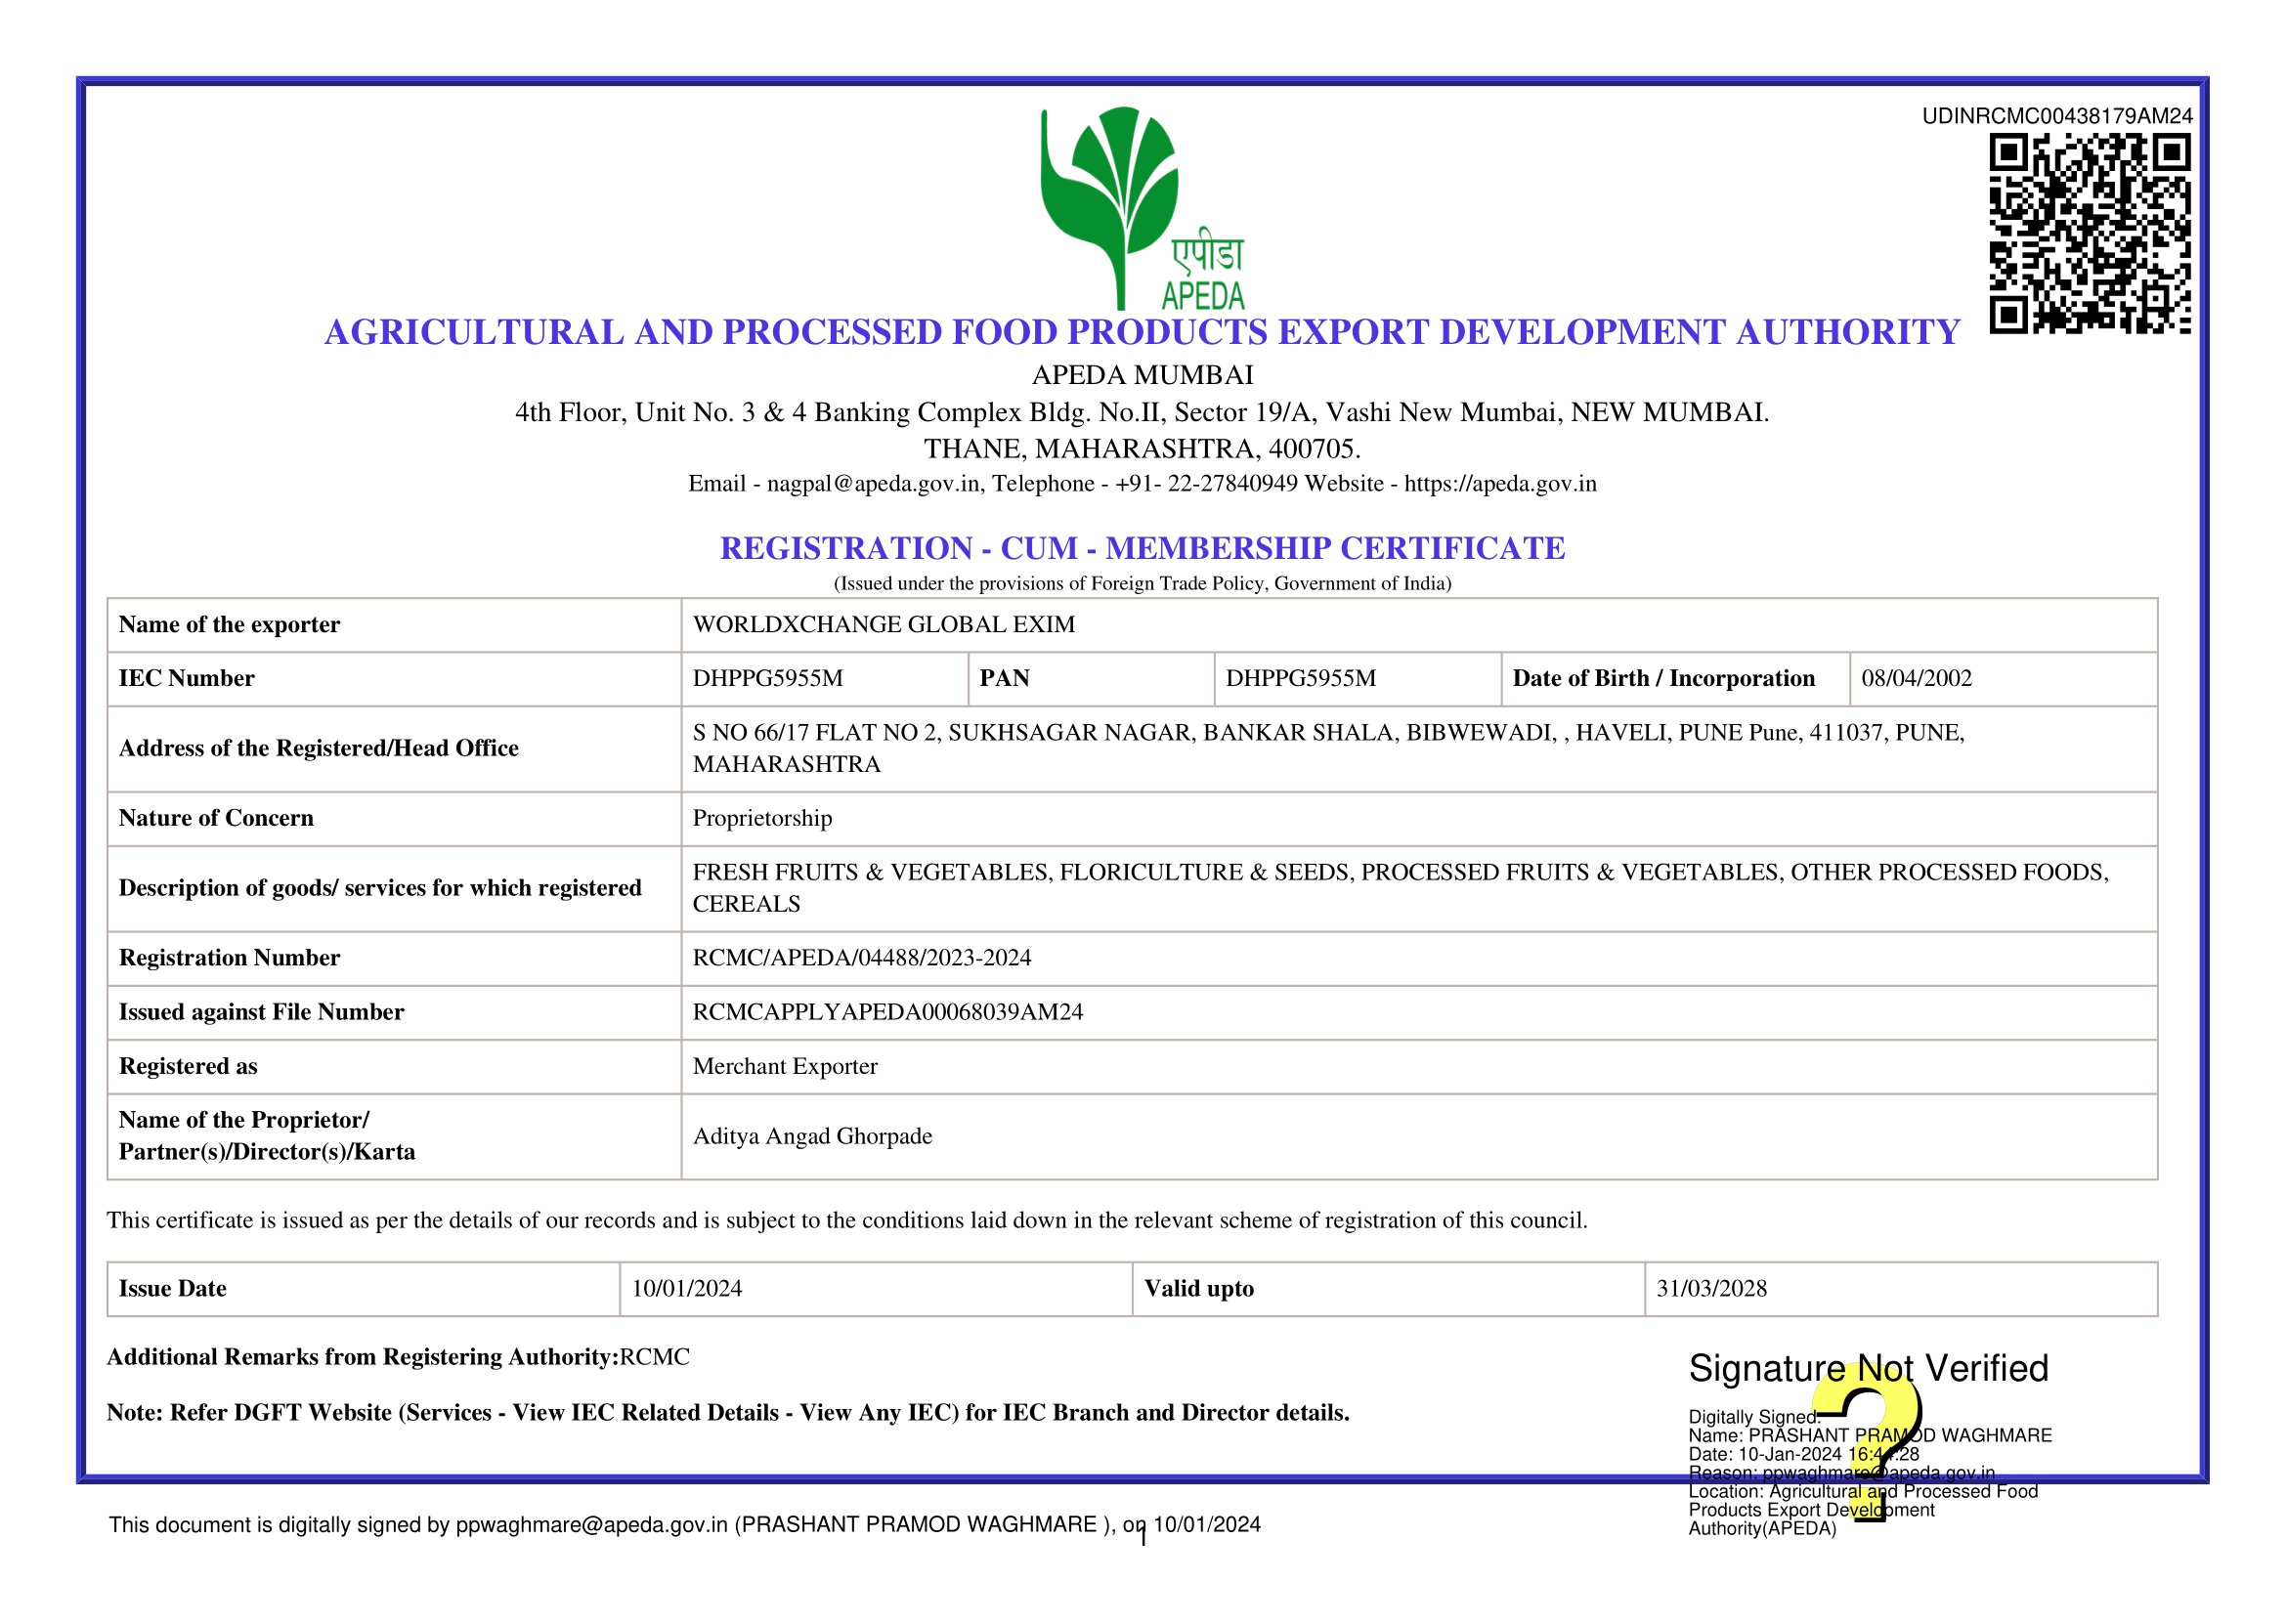 UDINRCMC00438179AM24
एपीडा
APEDA
AGRICULTURAL AND PROCESSED FOOD PRODUCTS EXPORT DEVELOPMENT AUTHORITY
APEDA MUMBAI
4th Floor, Unit No. 3 & 4 Banking Complex Bldg. No.II, Sector 19/A, Vashi New Mumbai, NEW MUMBAI.
THANE, MAHARASHTRA, 400705.
Email - nagpal@apeda.gov.in, Telephone - +91- 22-27840949 Website - https://apeda.gov.in
REGISTRATION - CUM - MEMBERSHIP CERTIFICATE
(Issued under the provisions of Foreign Trade Policy, Government of India)
Name of the exporter WORLDXCHANGE GLOBAL EXIM
IEC Number DHPPG5955M PAN DHPPG5955M Date of Birth / Incorporation 08/04/2002
Address of the Registered/Head Office S NO 66/17 FLAT NO 2, SUKHSAGAR NAGAR, BANKAR SHALA, BIBWEWADI, , HAVELI, PUNE Pune, 411037, PUNE,
MAHARASHTRA
Nature of Concern Proprietorship
Description of goods/ services for which registered FRESH FRUITS & VEGETABLES, FLORICULTURE & SEEDS, PROCESSED FRUITS & VEGETABLES, OTHER PROCESSED FOODS,
CEREALS
Registration Number RCMC/APEDA/04488/2023-2024
Issued against File Number RCMCAPPLYAPEDA00068039AM24
Registered as Merchant Exporter
Name of the Proprietor/
Partner(s)/Director(s)/Karta Aditya Angad Ghorpade
This certificate is issued as per the details of our records and is subject to the conditions laid down in the relevant scheme of registration of this council.
Issue Date 10/01/2024 Valid upto 31/03/2028
Additional Remarks from Registering Authority:RCMC
Note: Refer DGFT Website (Services - View IEC Related Details - View Any IEC) for IEC Branch and Director details.
Signature Not Verified
Digitally Signed.
Name: PRASHANT PRAMOD WAGHMARE
Date: 10-Jan-2024 16:44:28
Reason: ppwaghmare@apeda.gov.in
Location: Agricultural and Processed Food
Products Export Development
Authority(APEDA)
This document is digitally signed by ppwaghmare@apeda.gov.in (PRASHANT PRAMOD WAGHMARE ), on 10/01/2024
1